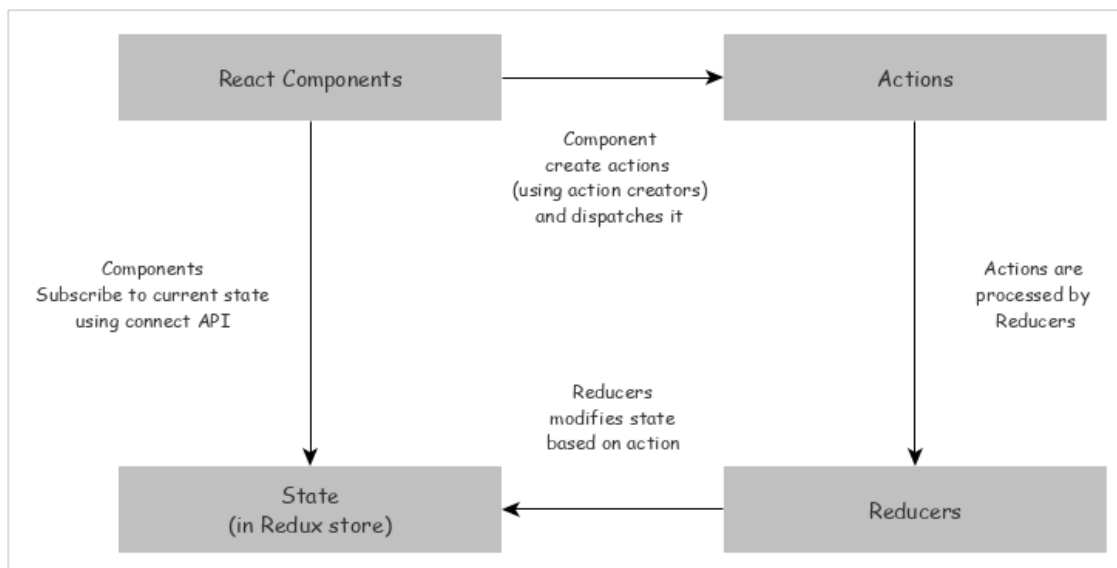 React Components
Actions
Component
create actions
(using action creators)
and dispatches it
Components
Subscribe to current state
using connect API
Actions are
processed by
Reducers
Reducers
modifies state
based on action
State
(in Redux store)
Reducers